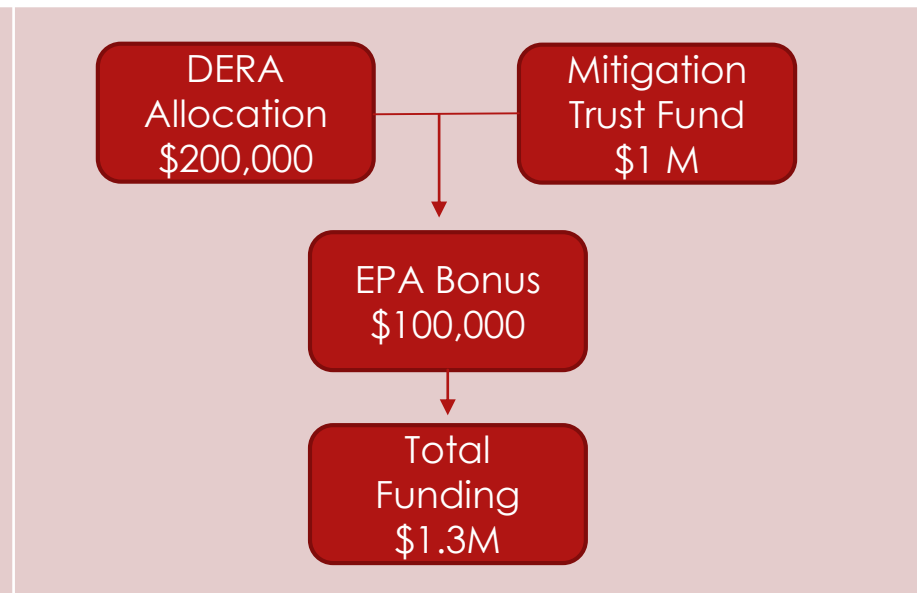 DERA
Allocation
$200,000
Mitigation
Trust Fund
$1 M
EPA Bonus
$100,000
Total
Funding
$1.3M